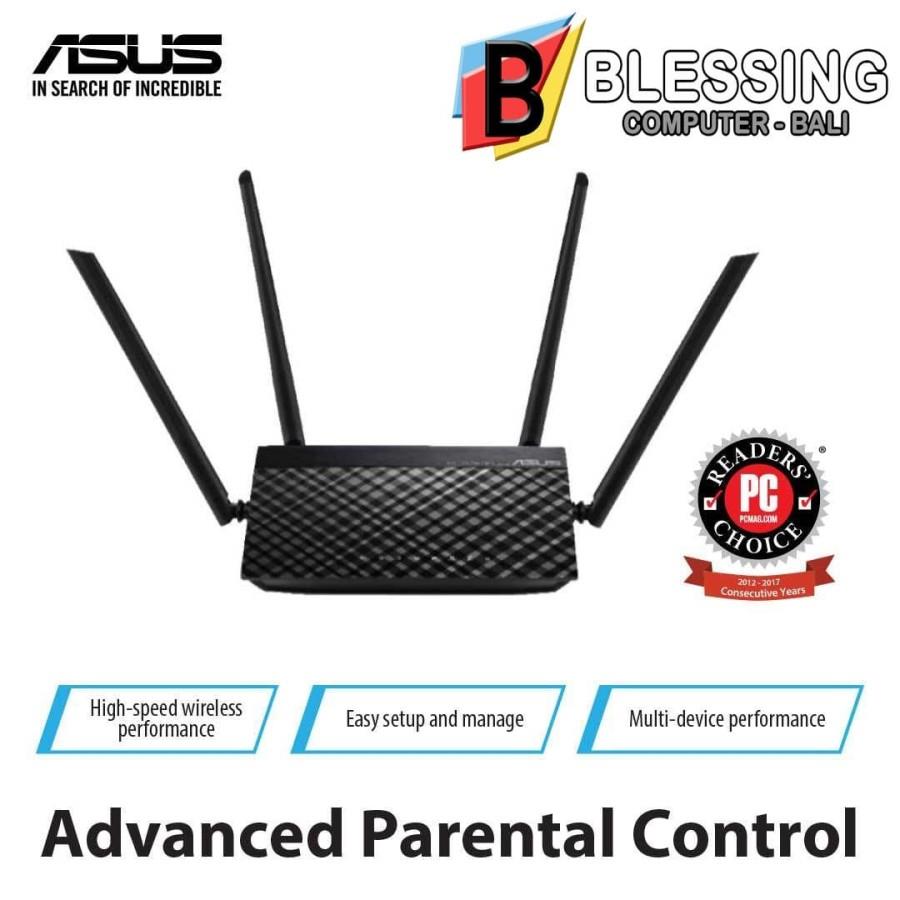 ASUS
IN SEARCH OF INCREDIBLE
B
BLESSING
COMPUTER - BALI
ASUS
READERS'
®
PC
PCMAG.COM
CHOICE
2012 - 2017
Consecutive Years
High-speed wireless
performance
Easy setup and manage
Multi-device performance
Advanced Parental Control